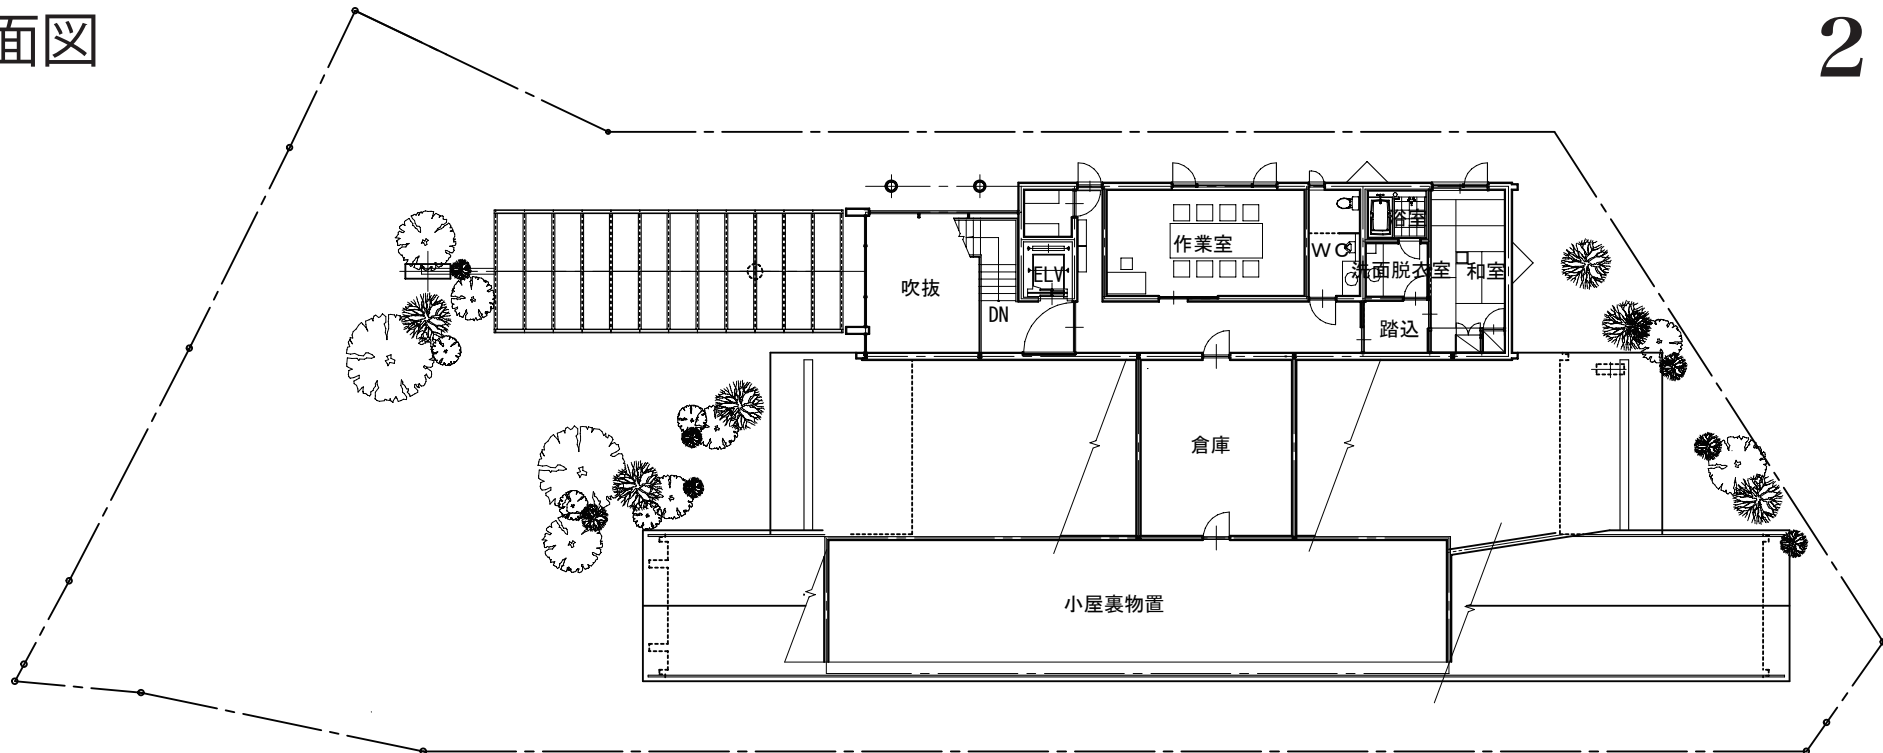 面図
2
作業室
WC
浴室
洗面脱衣室
和室
ELV
吹抜
DN
踏込
倉庫
小屋裏物置